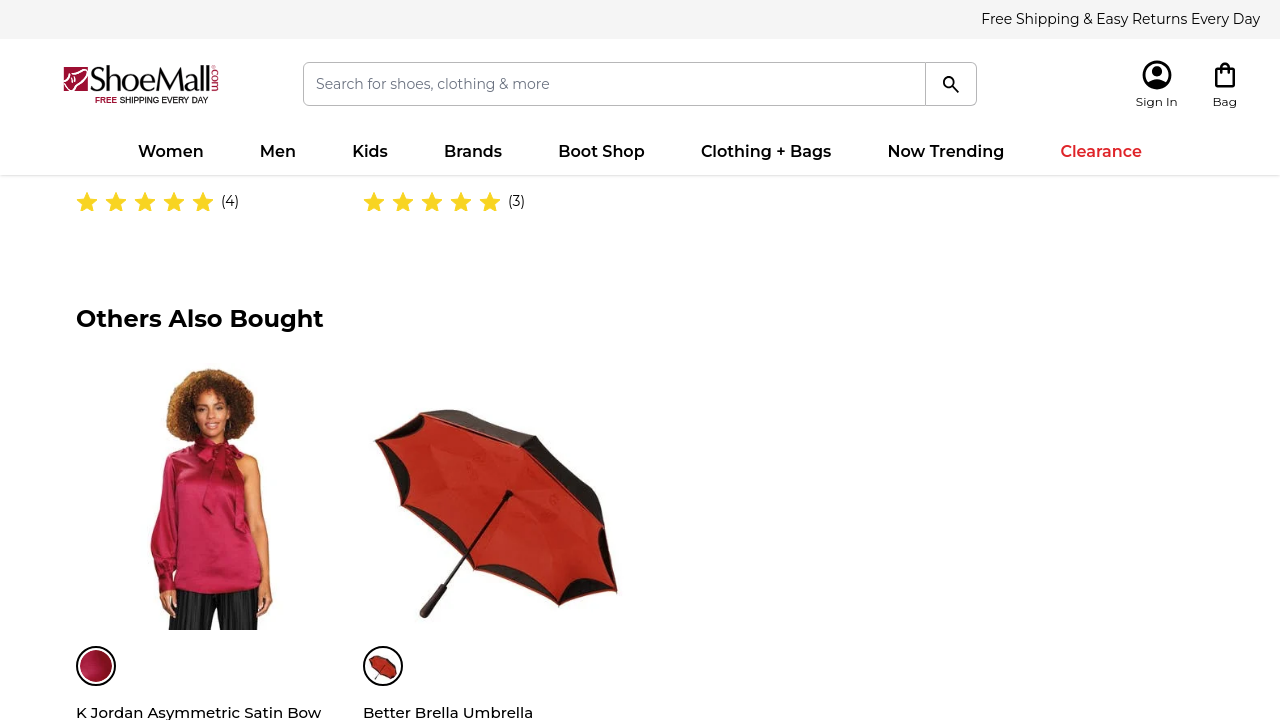 Free Shipping & Easy Returns Every Day
ShoeMall.com
FREE SHIPPING EVERY DAY
Search for shoes, clothing & more
Sign In
Bag
Women
Men
Kids
Brands
Boot Shop
Clothing + Bags
Now Trending
Clearance
(4)
(3)
Others Also Bought
K Jordan Asymmetric Satin Bow
Better Brella Umbrella